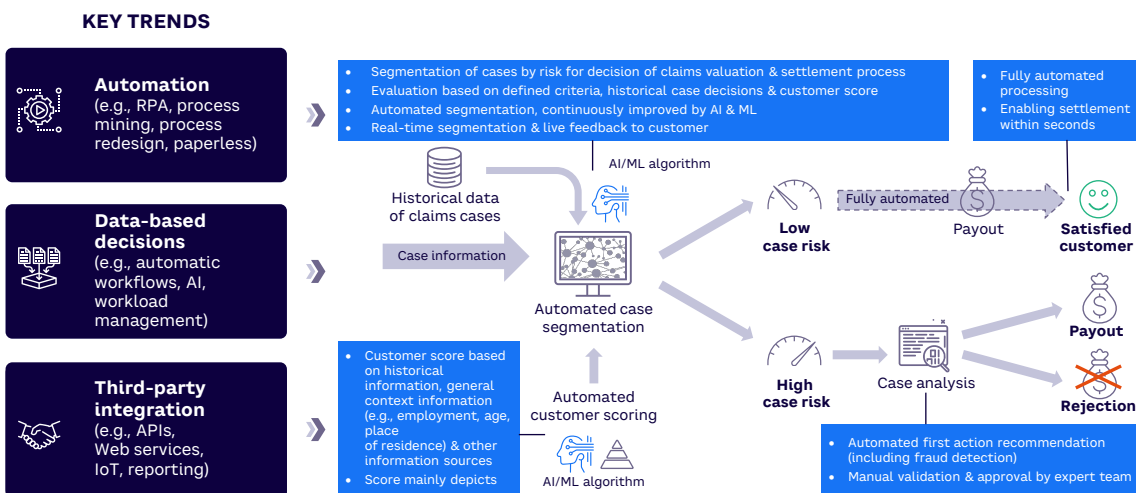 KEY TRENDS
Automation
(e.g., RPA, process
mining, process
redesign, paperless)
Data-based
decisions
(e.g., automatic
workflows, AI,
workload
management)
Third-party
integration
(e.g., APIs,
Web services,
IoT, reporting)
• Segmentation of cases by risk for decision of claims valuation & settlement process
• Evaluation based on defined criteria, historical case decisions & customer score
• Automated segmentation, continuously improved by AI & ML
• Real-time segmentation & live feedback to customer
• Fully automated
processing
• Enabling settlement
within seconds
AI/ML algorithm
Historical data
of claims cases
Case information
Automated case
segmentation
Low
case risk
Fully automated
Payout
Satisfied
customer
High
case risk
Case analysis
Payout
Rejection
• Customer score based
on historical
information, general
context information
(e.g., employment, age,
place
of residence) & other
information sources
• Score mainly depicts
Automated
customer scoring
AI/ML algorithm
• Automated first action recommendation
(including fraud detection)
• Manual validation & approval by expert team